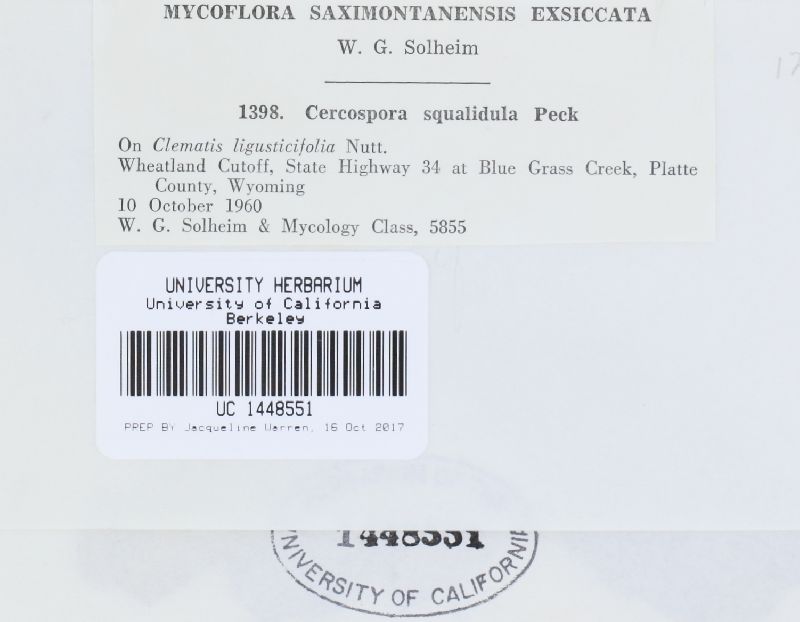 MYCOFLORA SAXIMONTANENSIS EXSICCATA
W. G. Solheim
1398. Cercospora squalidula Peck
On Clematis ligusticifolia Nutt.
Wheatland Cutoff, State Highway 34 at Blue Grass Creek, Platte
County, Wyoming
10 October 1960
W. G. Solheim & Mycology Class, 5855
UNIVERSITY HERBARIUM
University of California
Berkeley
UC 1448551
PREP BY Jacqueline Warren, 16 Oct 2017
1448551
UNIVERSITY OF CALIFORNIA